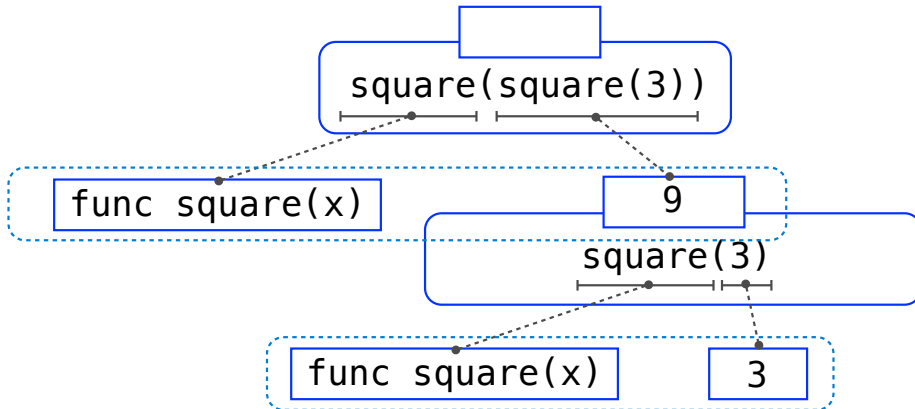 square(square(3))
func square(x)
9
square(3)
func square(x)
3